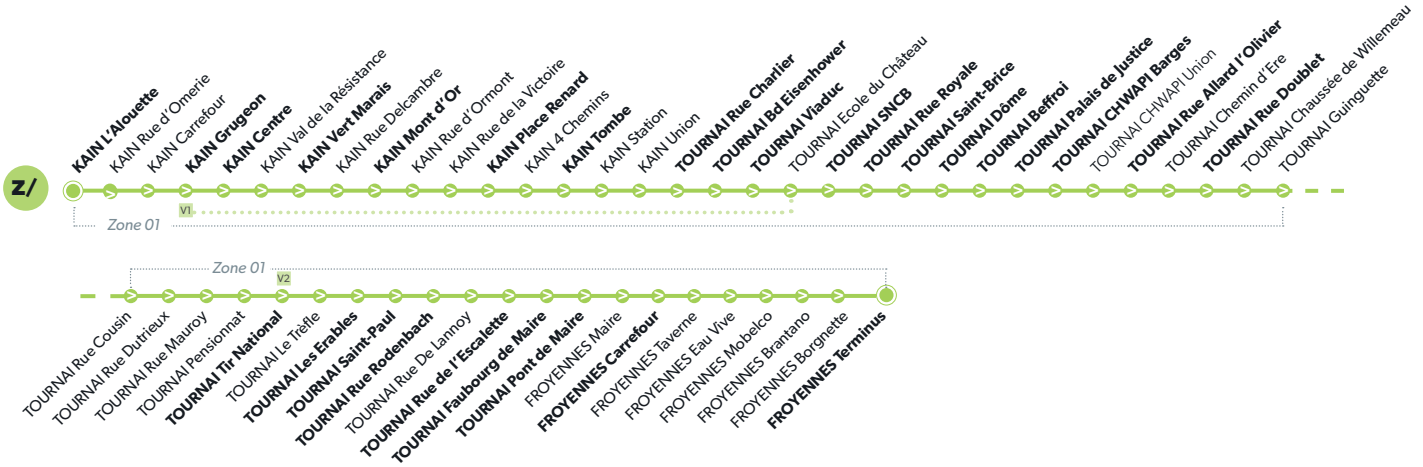 KAIN L'Alouette
KAIN Rue d'Omerie
KAIN Carrefour
KAIN Grugeon
KAIN Centre
KAIN Val de la Résistance
KAIN Vert Marais
KAIN Rue Delcambre
KAIN Mont d'Or
KAIN Rue d'Ormont
KAIN Rue de la Victoire
KAIN Place Renard
KAIN 4 Chemins
KAIN Tombe
KAIN Station
KAIN Union
TOURNAI Rue Charlier
TOURNAI Bd Eisenhower
TOURNAI Viaduc
TOURNAI Ecole du Château
TOURNAI SNCB
TOURNAI Rue Royale
TOURNAI Saint-Brice
TOURNAI Dôme
TOURNAI Beffroi
TOURNAI Palais de Justice
TOURNAI CHWAPI Barges
TOURNAI CHWAPI Union
TOURNAI Rue Allard l'Olivier
TOURNAI Chemin d'Ere
TOURNAI Rue Doublet
TOURNAI Chaussée de Willemeau
TOURNAI Guinguette
z/
V1
Zone 01
Zone 01
V2
TOURNAI Rue Cousin
TOURNAI Rue Dutrieux
TOURNAI Rue Mauroy
TOURNAI Pensionnat
TOURNAI Tir National
TOURNAI Le Trèfle
TOURNAI Les Erables
TOURNAI Saint-Paul
TOURNAI Rue Rodenbach
TOURNAI Rue De Lannoy
TOURNAI Rue de l'Escalette
TOURNAI Faubourg de Maire
TOURNAI Pont de Maire
FROYENNES Maire
FROYENNES Carrefour
FROYENNES Taverne
FROYENNES Eau Vive
FROYENNES Mobelco
FROYENNES Brantano
FROYENNES Borgnette
FROYENNES Terminus